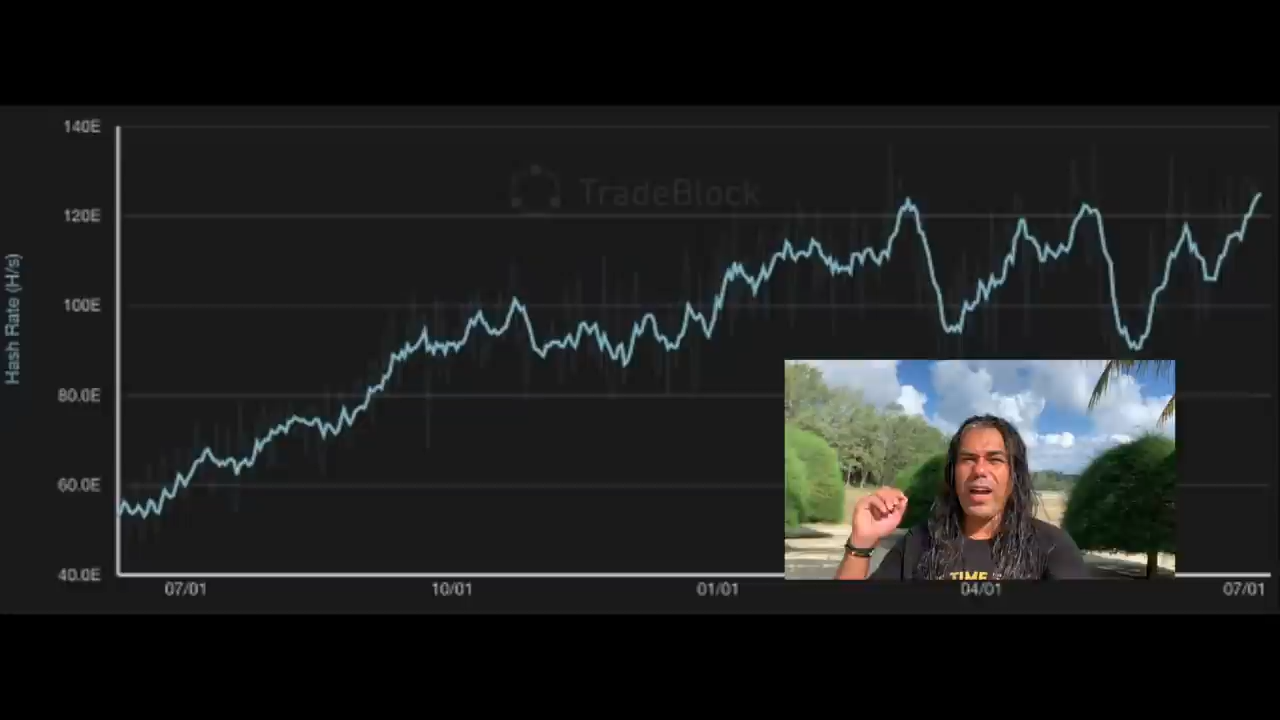 140E
TradeBlock
120E
100E
80.0E
60.0E
40.0E
Hash Rate (H/s)
07/01
10/01
01/01
04/01
07/01
TIME